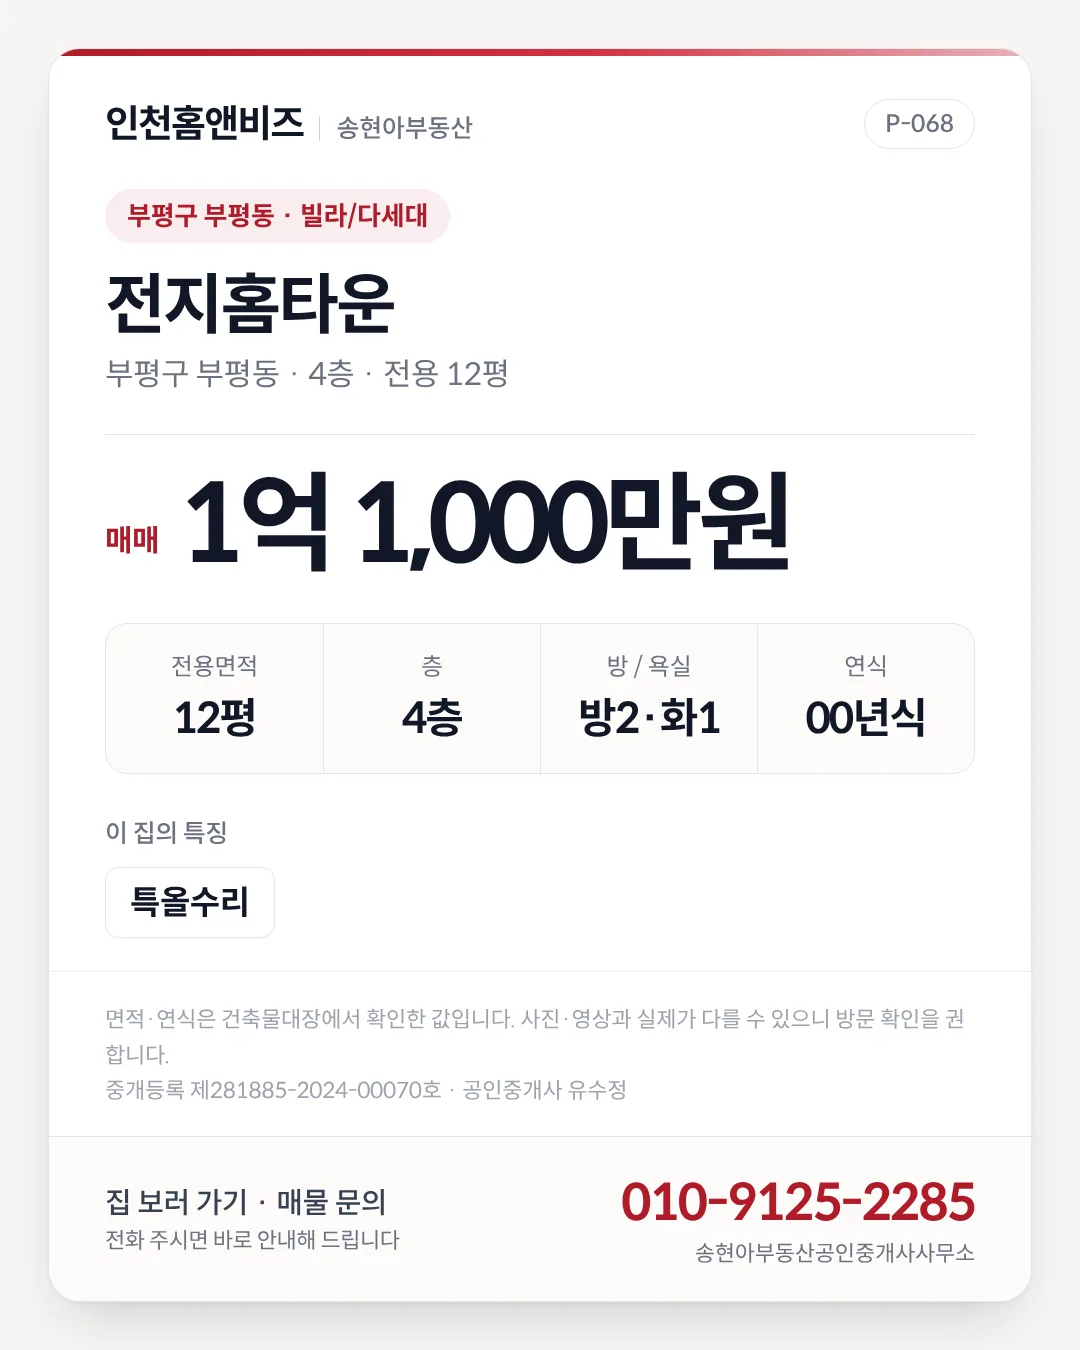 인천홈앤비즈 | 송현아부동산
P-068
부평구 부평동 · 빌라/다세대
전지홈타운
부평구 부평동 · 4층 · 전용 12평
매매 1억 1,000만원
전용면적 층 방 / 욕실 연식
12평 4층 방2·화1 00년식
이 집의 특징
특올수리
면적·연식은 건축물대장에서 확인한 값입니다. 사진·영상과 실제가 다를 수 있으니 방문 확인을 권
합니다.
중개등록 제281885-2024-00070호 · 공인중개사 유수정
집 보러 가기 · 매물 문의
전화 주시면 바로 안내해 드립니다
010-9125-2285
송현아부동산공인중개사사무소